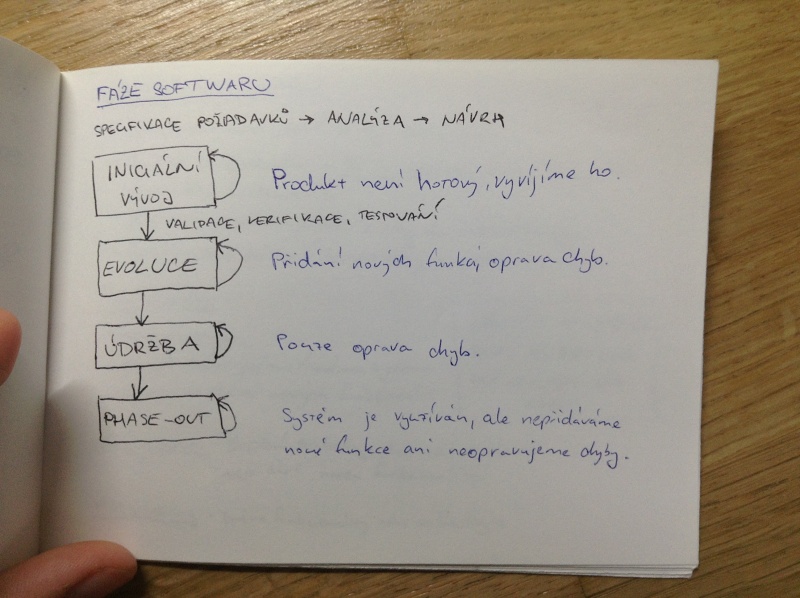 FÁZE SOFTWARU
SPECIFIKACE POŽADAVKŮ → ANALÝZA → NÁVRH
INICIÁLNÍ
VÝVOJ
Produkt není hotový, vyvíjíme ho.
VALIDACE, VERIFIKACE, TESTOVÁNÍ
EVOLUCE
Přidání nových funkcí, oprava chyb.
ÚDRŽBA
Pouze oprava chyb.
PHASE-OUT
Systém je využíván, ale nepřidáváme
nové funkce ani neopravujeme chyby.